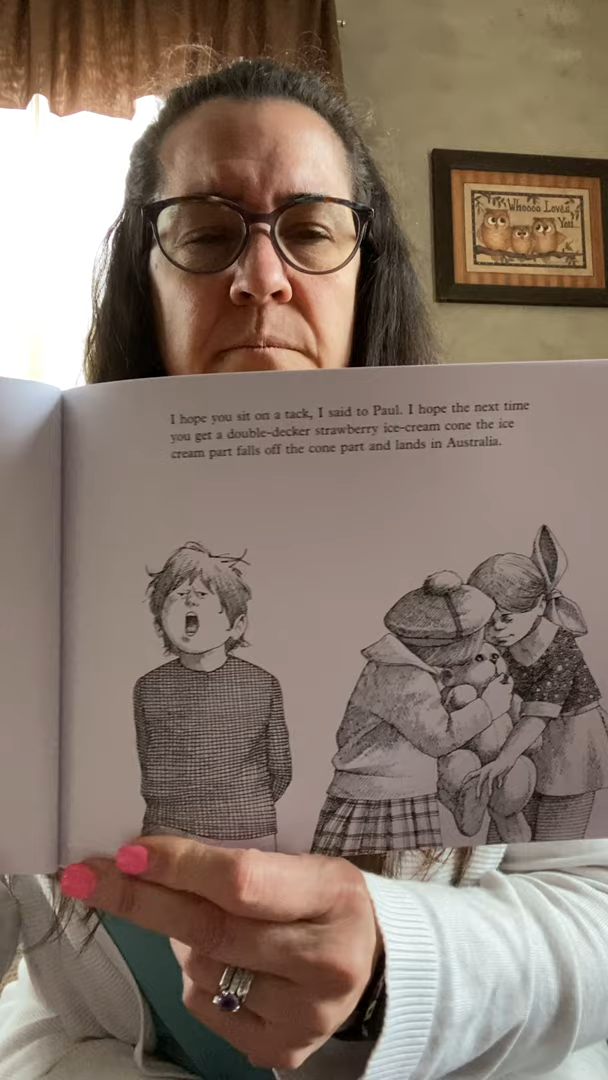 Whoooo Loves
You...
I hope you sit on a tack, I said to Paul. I hope the next time
you get a double-decker strawberry ice-cream cone the ice
cream part falls off the cone part and lands in Australia.